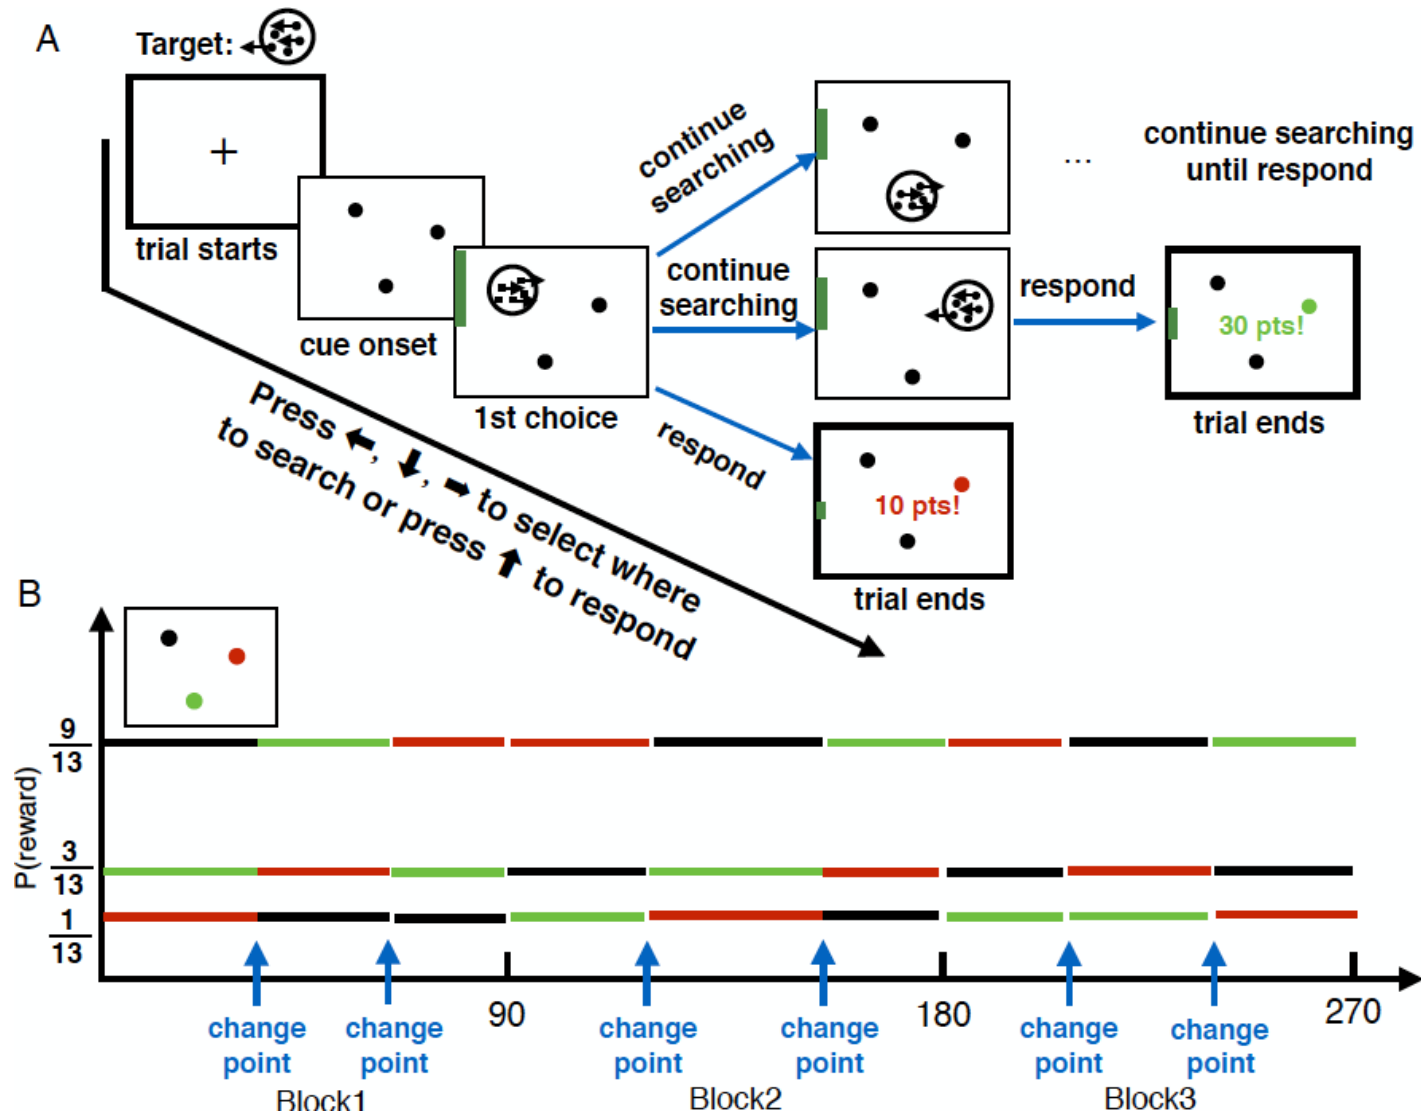 A
Target:
+
trial starts
cue onset
1st choice
continue
searching
continue
searching
respond
...
continue searching
until respond
respond
30 pts!
trial ends
10 pts!
trial ends
Press ←, ↓, → to select where
to search or press ↑ to respond
B
P(reward)
9
13
3
13
1
13
90
180
270
change
point
change
point
change
point
change
point
change
point
change
point
Block1
Block2
Block3